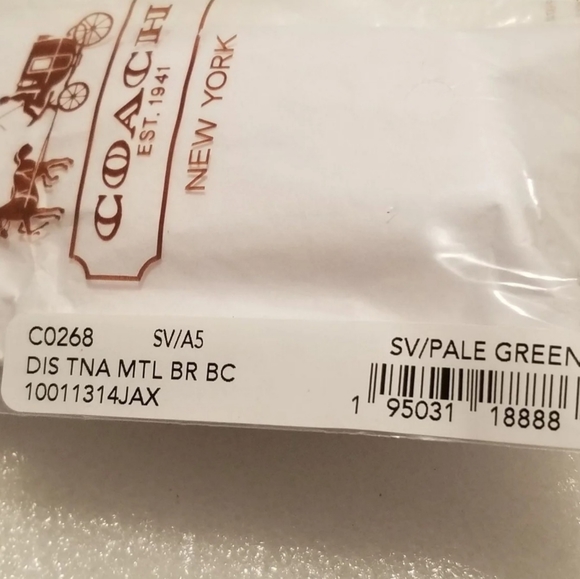 COACH
EST. 1941
NEW YORK
C0268 SV/A5
SV/PALE GREEN
DIS TNA MTL BR BC
10011314JAX
1 95031 18888